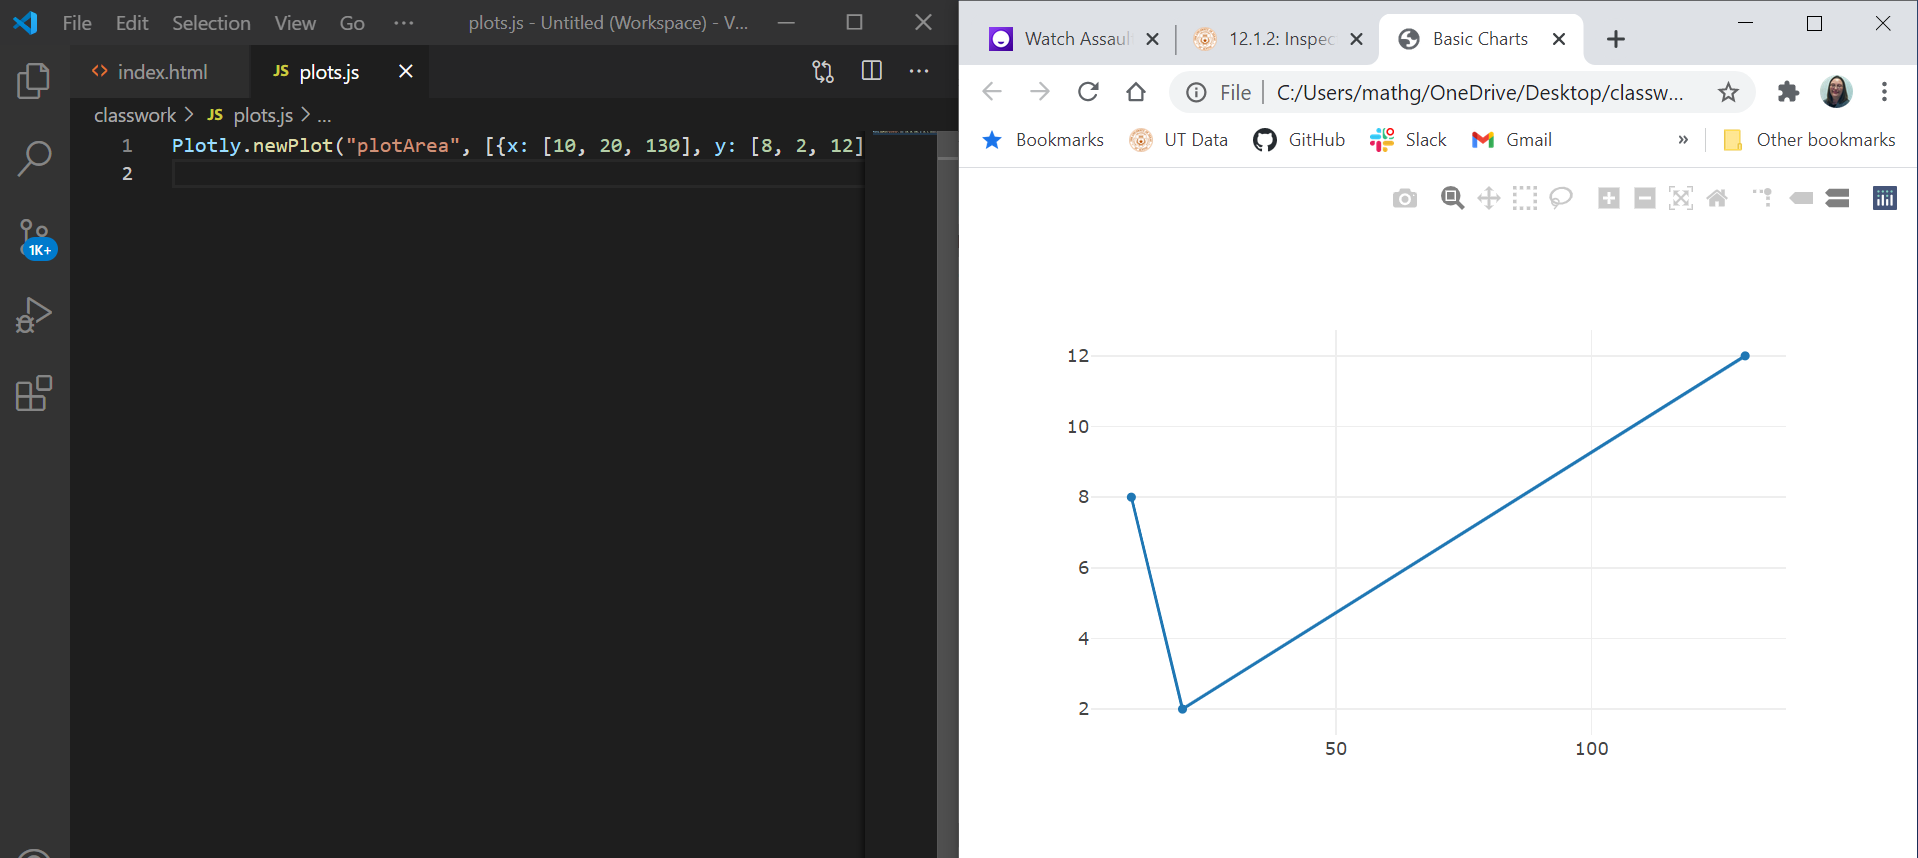 File Edit Selection View Go ··· plots.js - Untitled (Workspace) - V...
index.html
JS plots.js
classwork > JS plots.js > ...
1 Plotly.newPlot("plotArea", [{x: [10, 20, 130], y: [8, 2, 12]
2
1K+
Watch Assaul
12.1.2: Inspec
Basic Charts
File C:/Users/mathg/OneDrive/Desktop/classw...
Bookmarks UT Data GitHub Slack Gmail » Other bookmarks
12
10
8
6
4
2
50 100